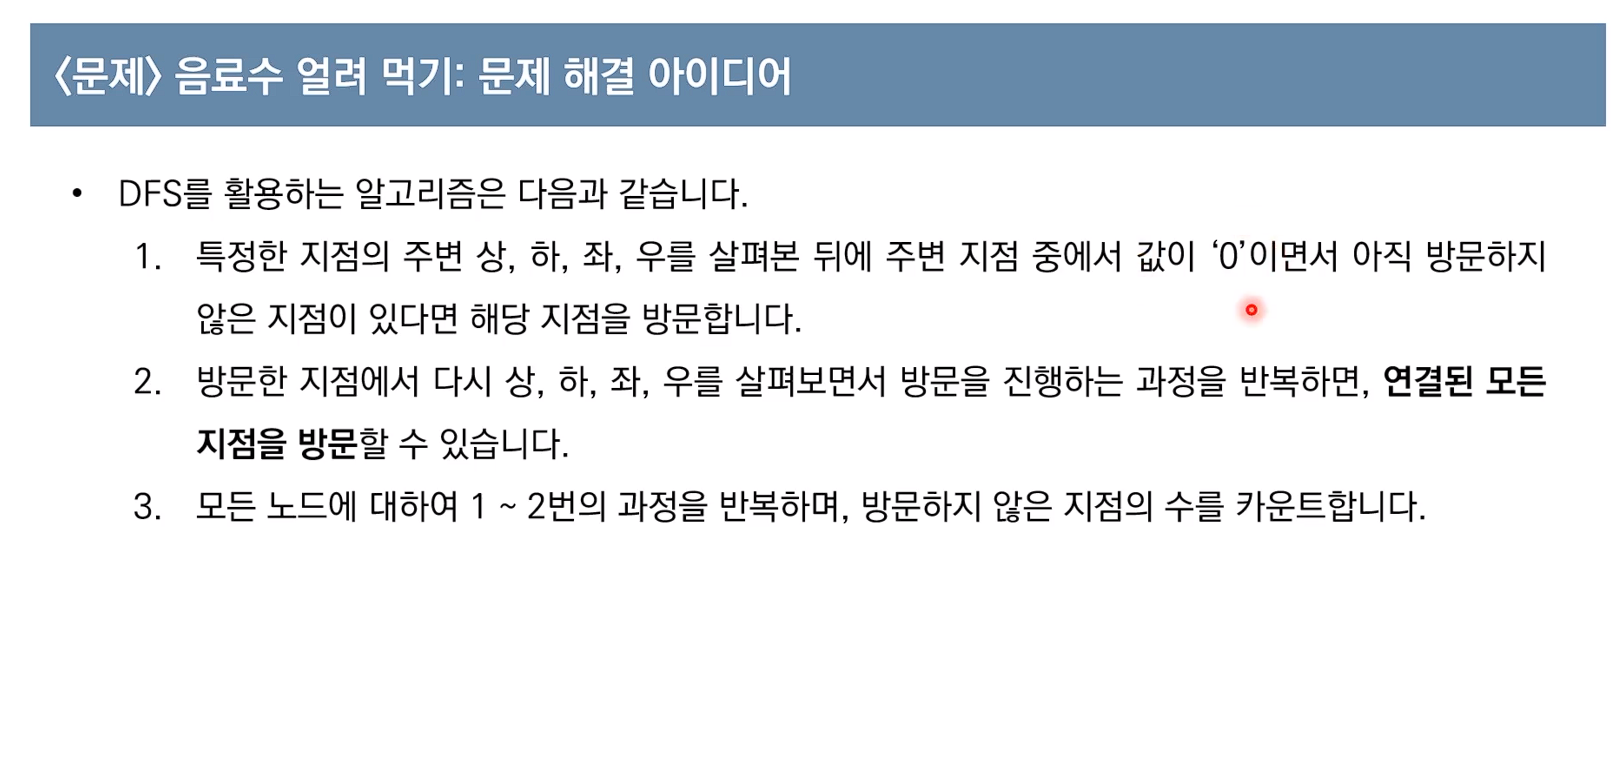 <문제> 음료수 얼려 먹기: 문제 해결 아이디어
• DFS를 활용하는 알고리즘은 다음과 같습니다.
1. 특정한 지점의 주변 상, 하, 좌, 우를 살펴본 뒤에 주변 지점 중에서 값이 ‘0’이면서 아직 방문하지
않은 지점이 있다면 해당 지점을 방문합니다.
2. 방문한 지점에서 다시 상, 하, 좌, 우를 살펴보면서 방문을 진행하는 과정을 반복하면, 연결된 모든
지점을 방문할 수 있습니다.
3. 모든 노드에 대하여 1 ~ 2번의 과정을 반복하며, 방문하지 않은 지점의 수를 카운트합니다.